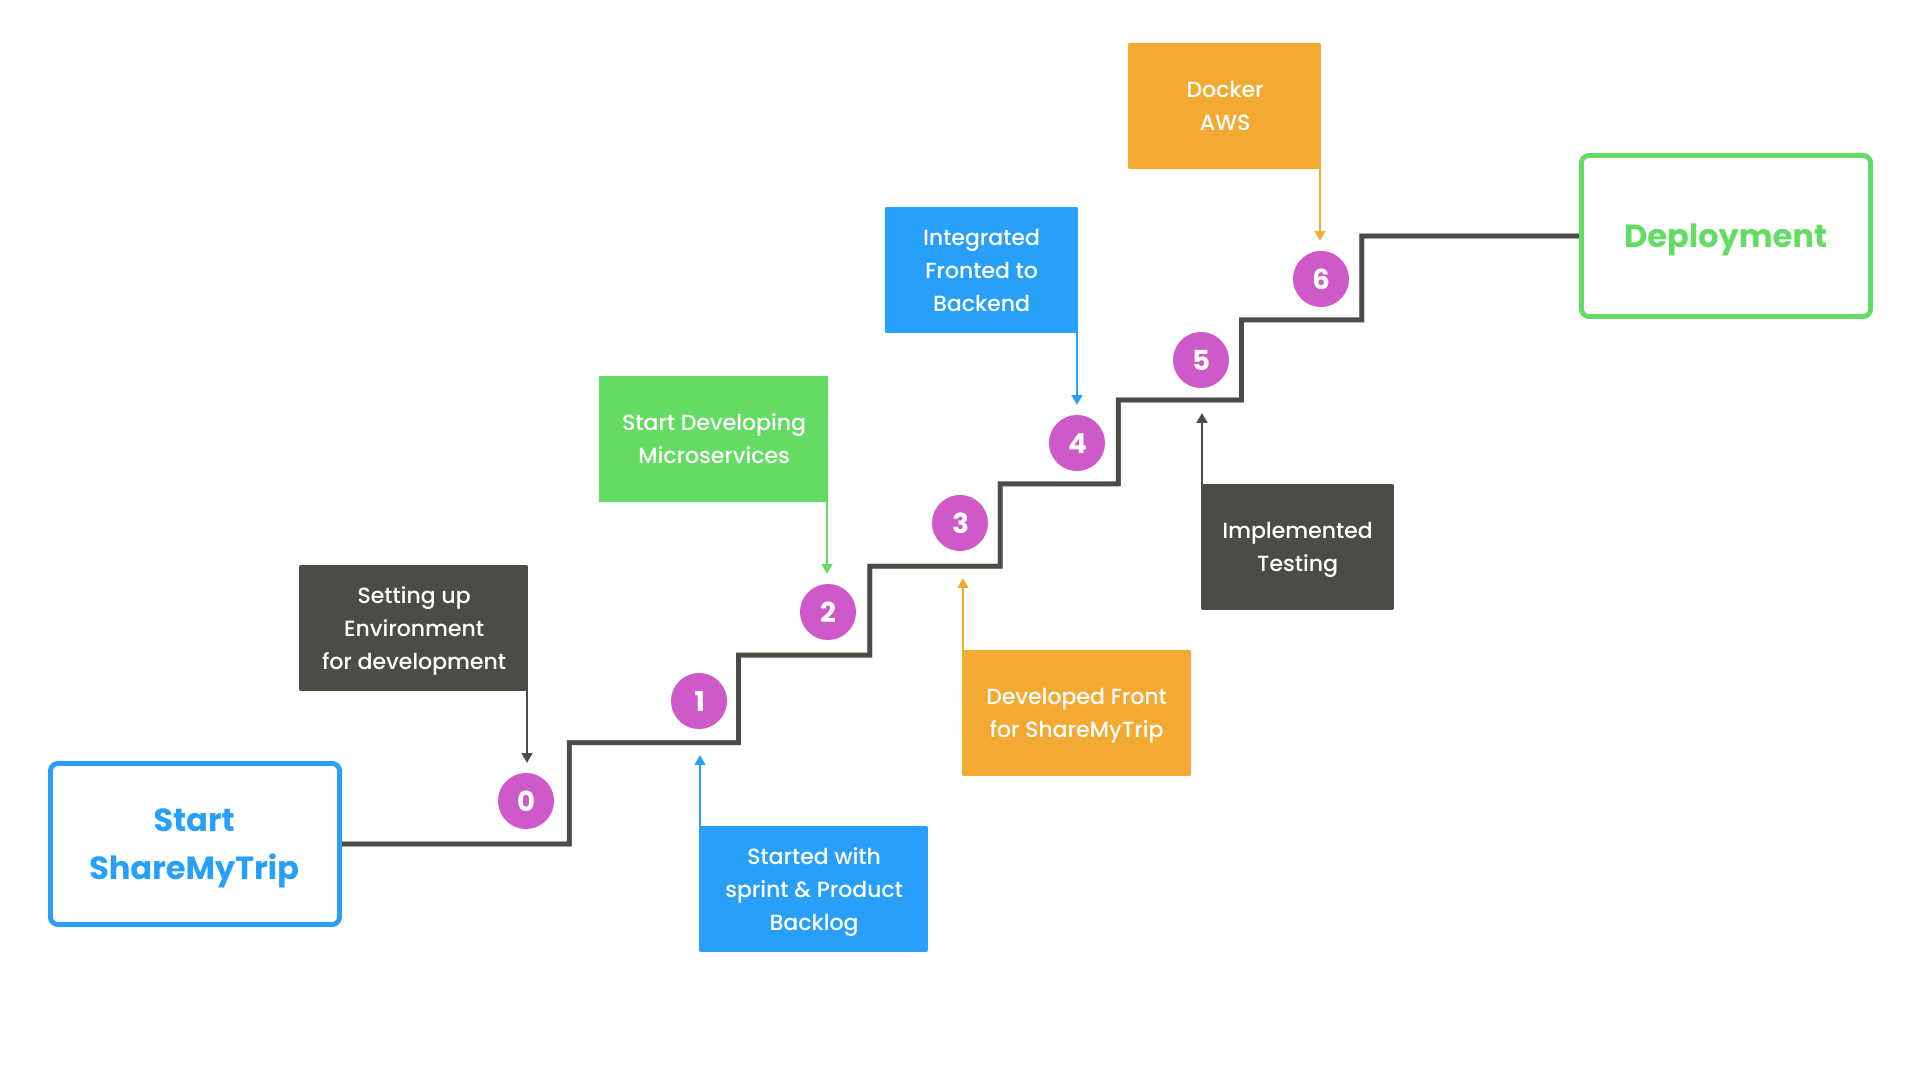 Start
ShareMyTrip
Setting up
Environment
for development
0
1
Started with
sprint & Product
Backlog
Start Developing
Microservices
2
3
Developed Front
for ShareMyTrip
Integrated
Fronted to
Backend
4
5
Implemented
Testing
Docker
AWS
6
Deployment